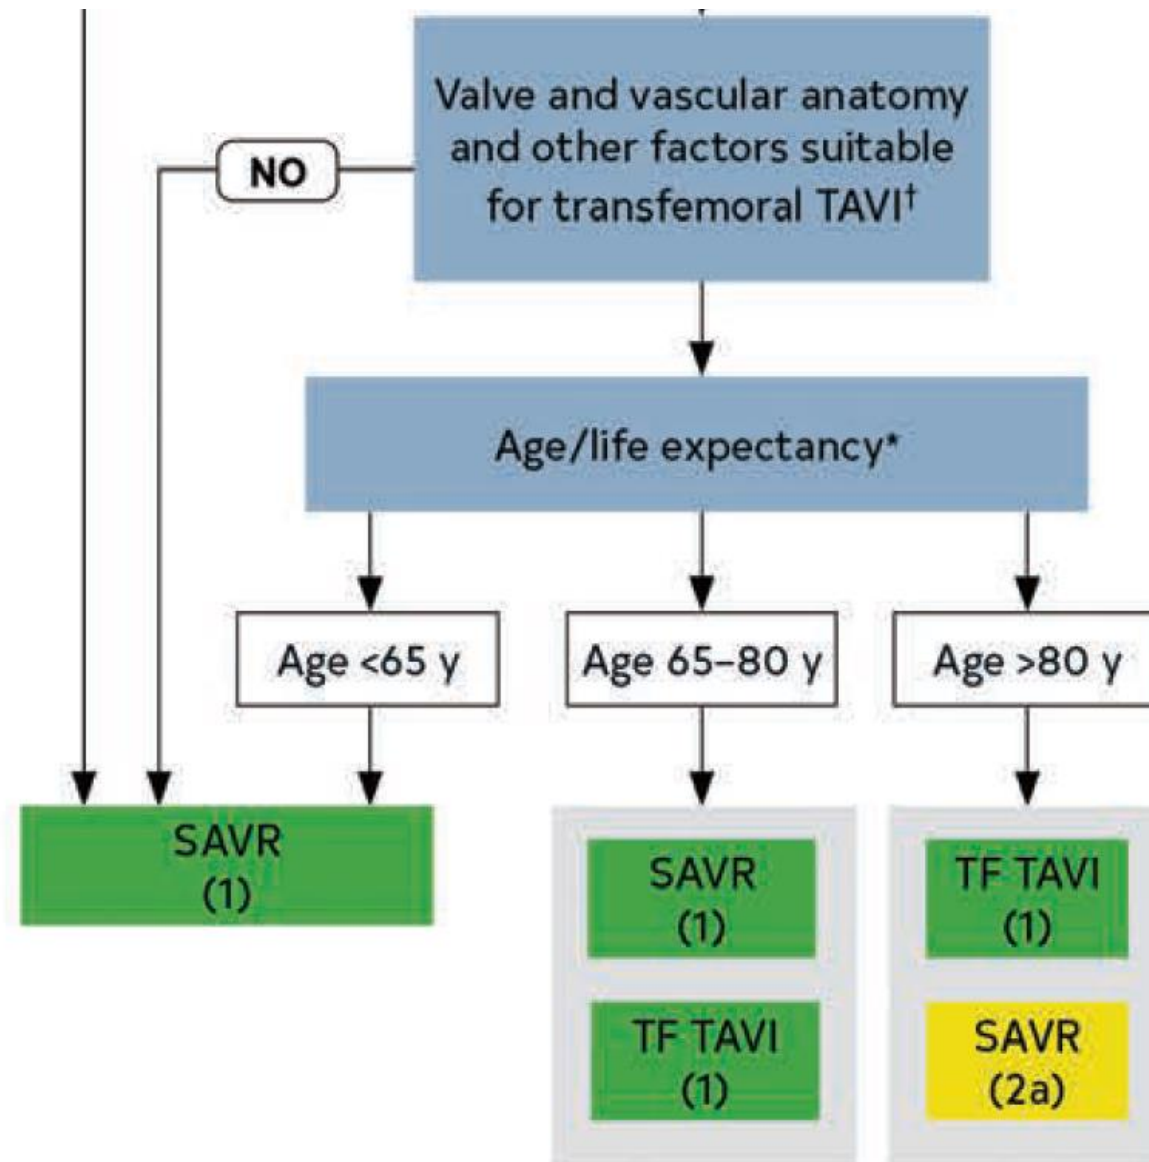 Valve and vascular anatomy
and other factors suitable
for transfemoral TAVI†
NO
Age/life expectancy*
Age <65 y
Age 65–80 y
Age >80 y
SAVR
(1)
SAVR
(1)
TF TAVI
(1)
TF TAVI
(1)
SAVR
(2a)